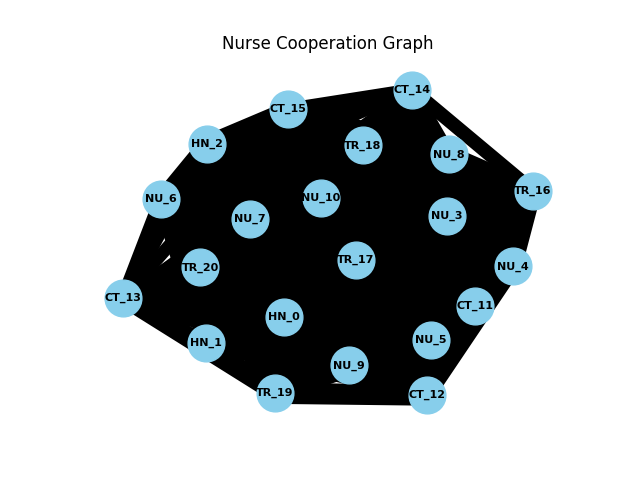 Nurse Cooperation Graph
CT_14
CT_15
HN_2
TR_18
NU_8
TR_16
NU_6
NU_10
NU_7
NU_3
TR_20
TR_17
NU_4
CT_13
CT_11
HN_0
NU_5
HN_1
NU_9
TR_19
CT_12